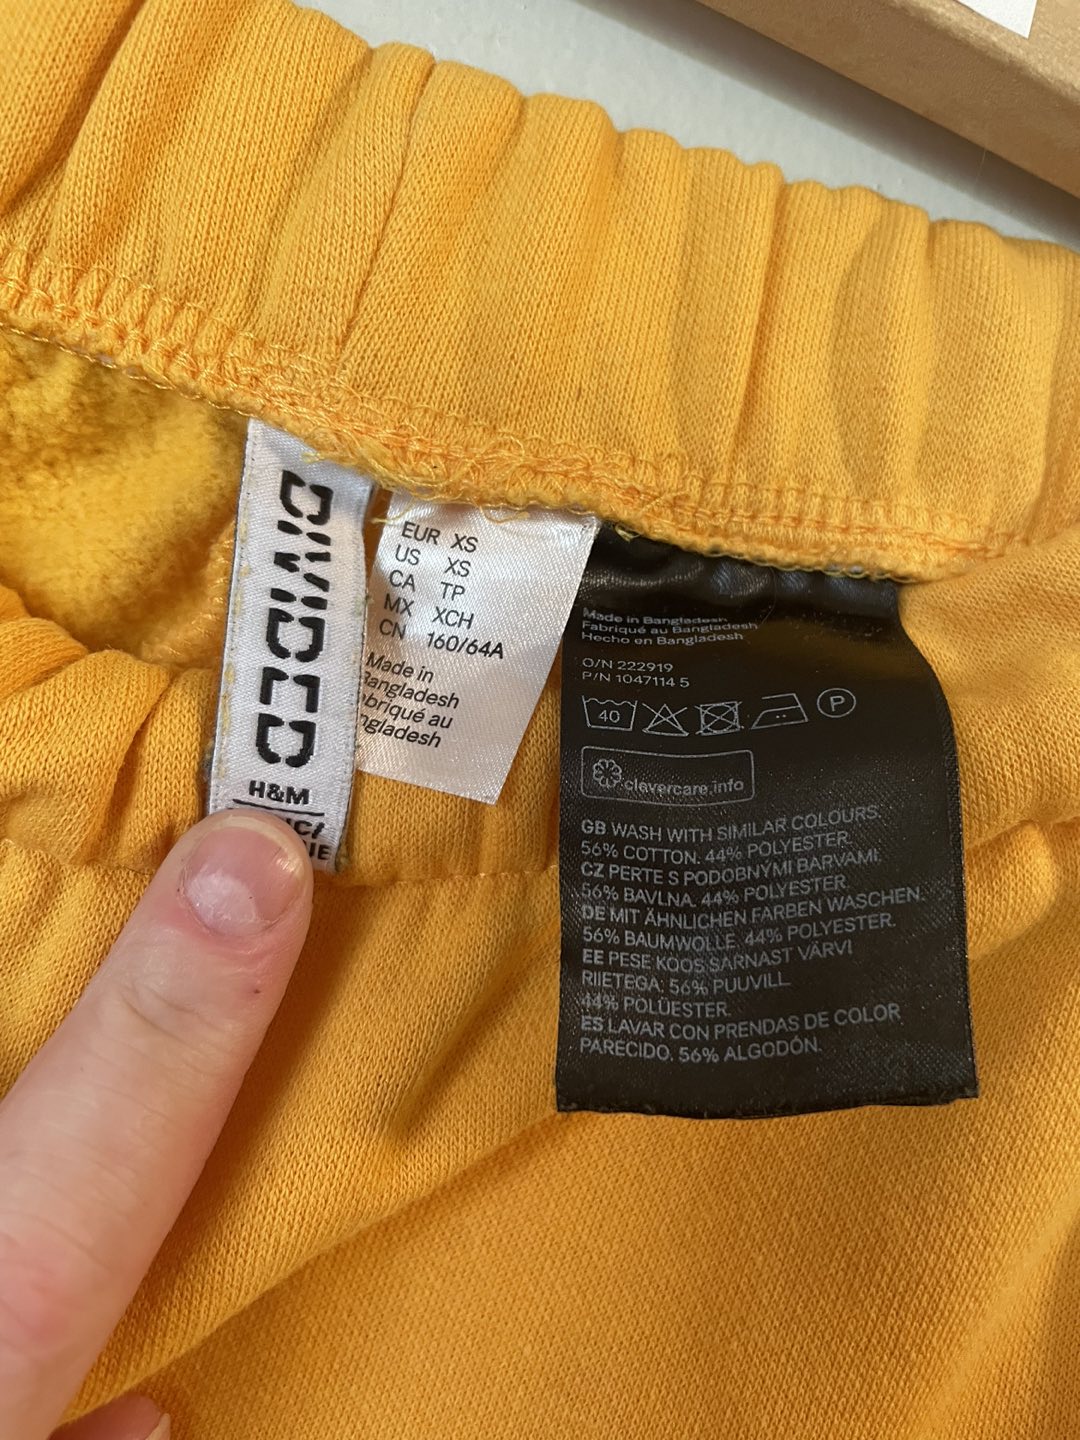 DIVIDED
H&M
EUR XS
US XS
CA TP
MX XCH
CN 160/64A
Made in
Bangladesh
briqué au
ngladesh
Made in Bangladesh
Fabriqué au Bangladesh
Hecho en Bangladesh
O/N 222919
P/N 1047114 5
40
P
clevercare.info
GB WASH WITH SIMILAR COLOURS.
56% COTTON. 44% POLYESTER.
CZ PERTE S PODOBNÝMI BARVAMI.
56% BAVLNA. 44% POLYESTER.
DE MIT ÄHNLICHEN FARBEN WASCHEN.
56% BAUMWOLLE. 44% POLYESTER.
EE PESE KOOS SARNAST VÄRVI
RIIETEGA. 56% PUUVILL
44% POLÜESTER.
ES LAVAR CON PRENDAS DE COLOR
PARECIDO. 56% ALGODÓN.